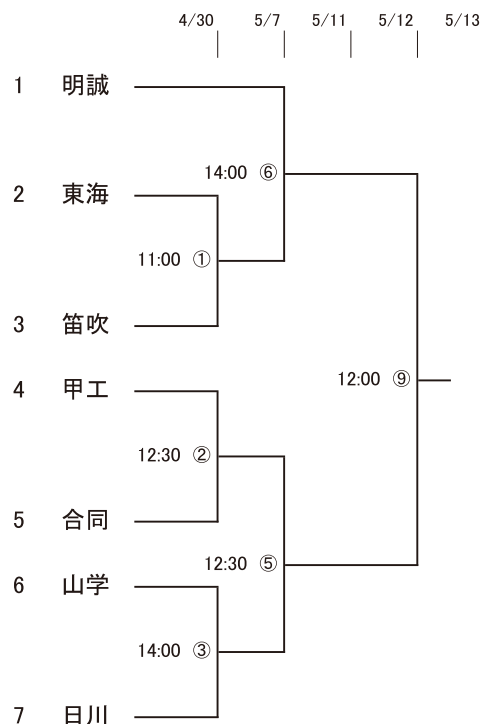 4/30 5/7 5/11 5/12 5/13
1 明誠
14:00 ⑥
2 東海
11:00 ①
3 笛吹
12:00 ⑨
4 甲工
12:30 ②
5 合同
12:30 ⑤
6 山学
14:00 ③
7 日川